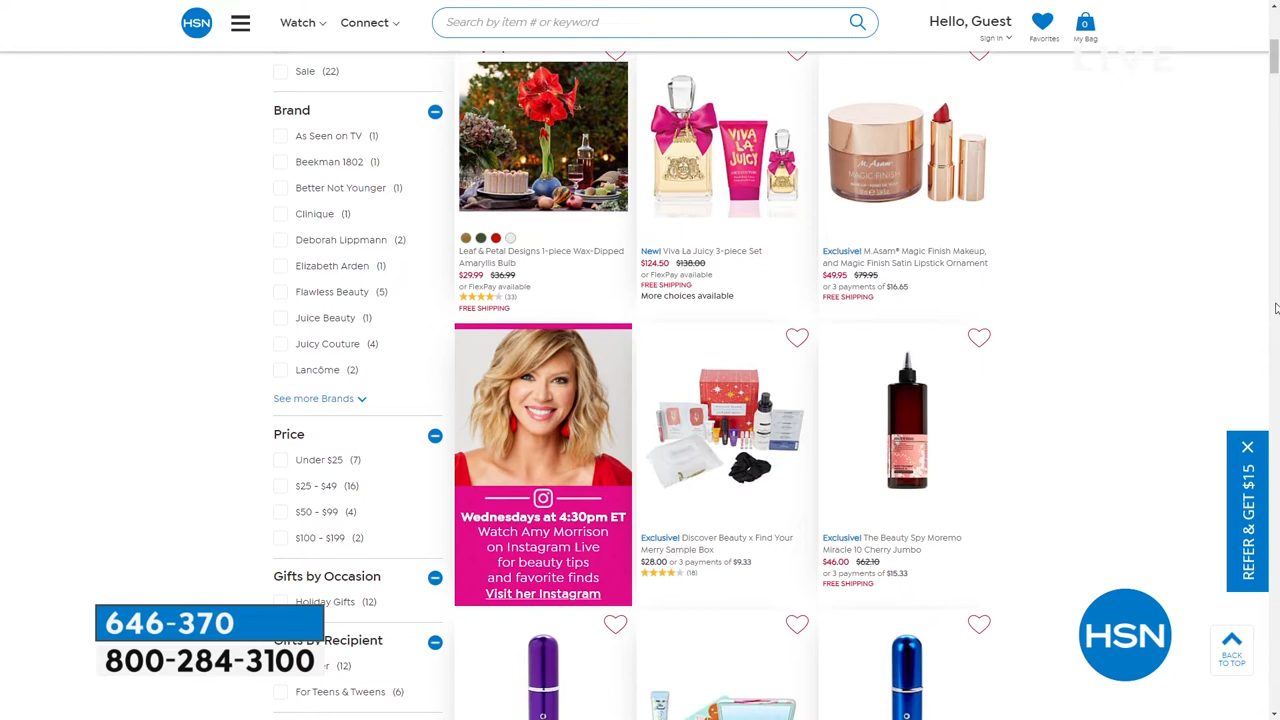 HSN
Watch
Connect
Search by item # or keyword
Hello, Guest
Sign In
Favorites
0
My Bag
LIVE
Sale (22)
Brand
As Seen on TV (1)
Beekman 1802 (1)
Better Not Younger (1)
Clinique (1)
Deborah Lippmann (2)
Elizabeth Arden (1)
Flawless Beauty (5)
Juice Beauty (1)
Juicy Couture (4)
Lancôme (2)
See more Brands
Price
Under $25 (7)
$25 - $49 (16)
$50 - $99 (4)
$100 - $199 (2)
Gifts by Occasion
Holiday Gifts (12)
Gifts By Recipient
(12)
For Teens & Tweens (6)
Leaf & Petal Designs 1-piece Wax-Dipped
Amaryllis Bulb
$29.99 $36.99
or FlexPay available
(33)
FREE SHIPPING
VIVA
LA
JUICY
New! Viva La Juicy 3-piece Set
$124.50 $138.00
or FlexPay available
FREE SHIPPING
More choices available
M.Asam
MAGIC FINISH
Exclusive! M.Asam® Magic Finish Makeup,
and Magic Finish Satin Lipstick Ornament
$49.95 $79.95
or 3 payments of $16.65
FREE SHIPPING
Wednesdays at 4:30pm ET
Watch Amy Morrison
on Instagram Live
for beauty tips
and favorite finds
Visit her Instagram
Exclusive! Discover Beauty x Find Your
Merry Sample Box
$28.00 or 3 payments of $9.33
(18)
Exclusive! The Beauty Spy Moremo
Miracle 10 Cherry Jumbo
$46.00 $62.10
or 3 payments of $15.33
FREE SHIPPING
REFER & GET $15
646-370
800-284-3100
HSN
BACK
TO TOP